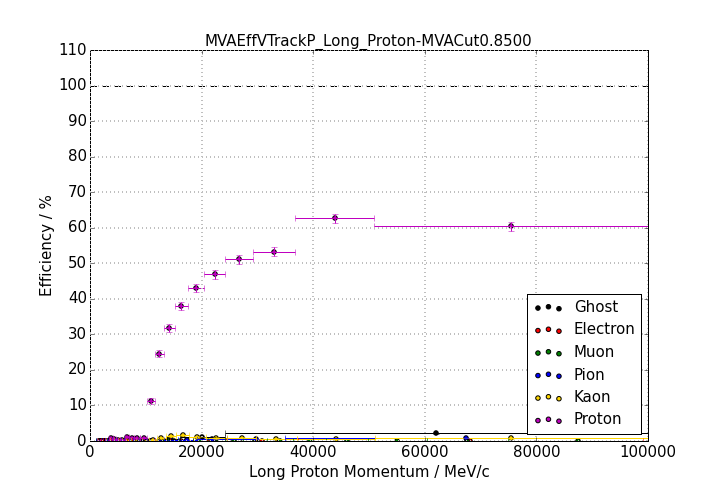 MVAEffVTrackP_Long_Proton-MVACut0.8500
110
100
90
80
70
60
50
40
30
20
10
0
Efficiency / %
Ghost
Electron
Muon
Pion
Kaon
Proton
0 20000 40000 60000 80000 100000
Long Proton Momentum / MeV/c